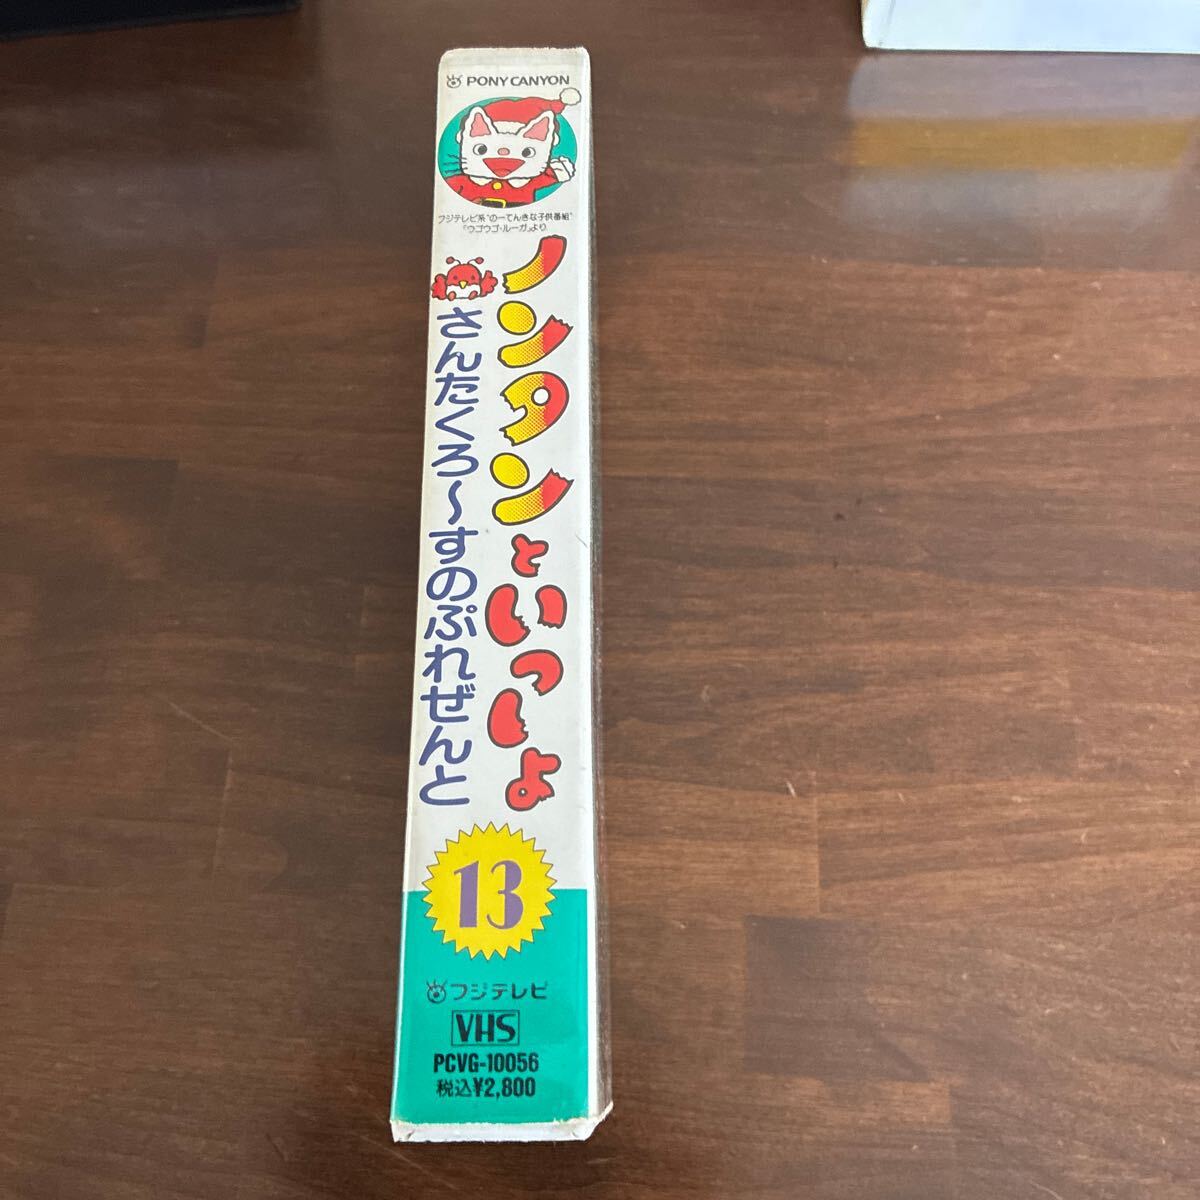 PONY CANYON
フジテレビ系"のーてんきな子供番組"
「ウゴウゴ・ルーガ」より
ノンタンといっしょ
さんたくろ〜すのぷれぜんと
13
フジテレビ
VHS
PCVG-10056
税込¥2,800